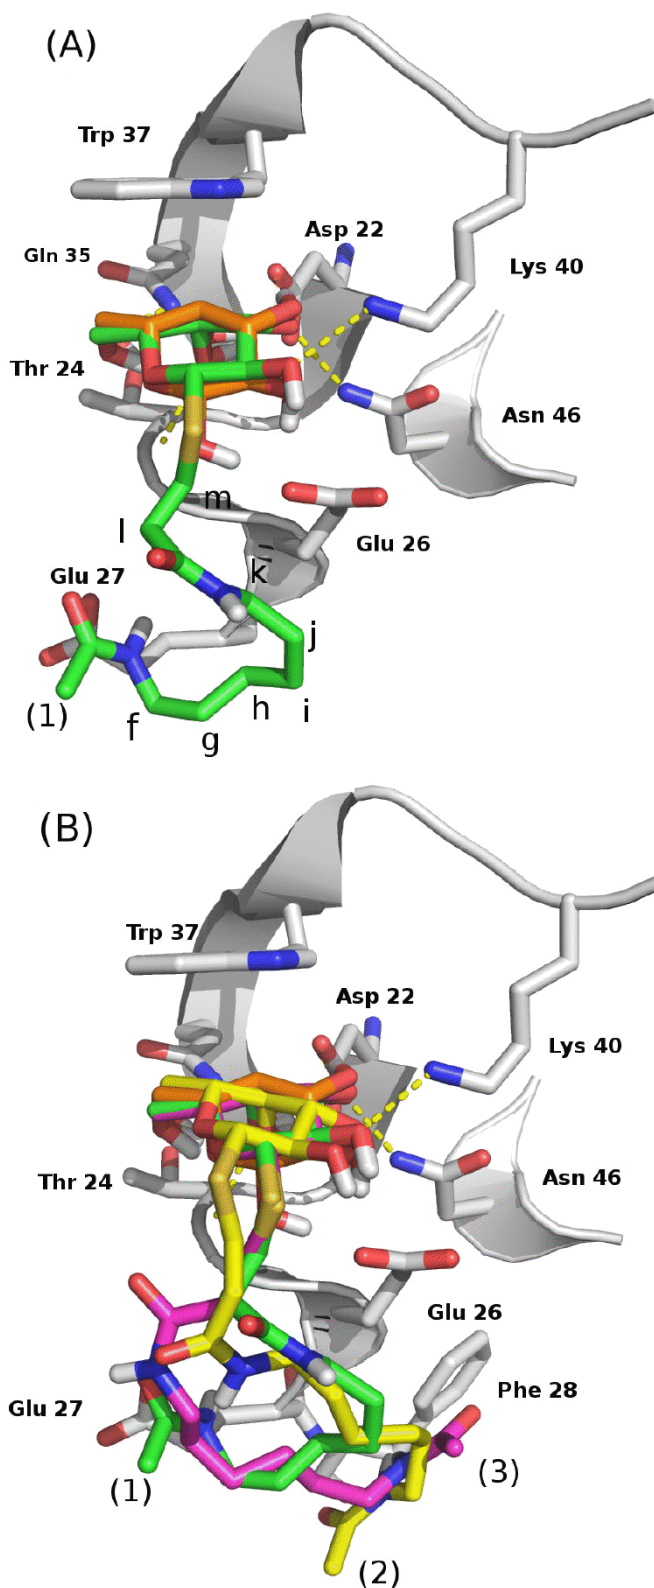 (A)
Trp 37
Asp 22
Gln 35
Lys 40
Thr 24
Asn 46
m
l
Glu 26
Glu 27
k
j
(1)
f
h
i
g
(B)
Trp 37
Asp 22
Lys 40
Thr 24
Asn 46
Glu 26
Phe 28
Glu 27
(3)
(1)
(2)